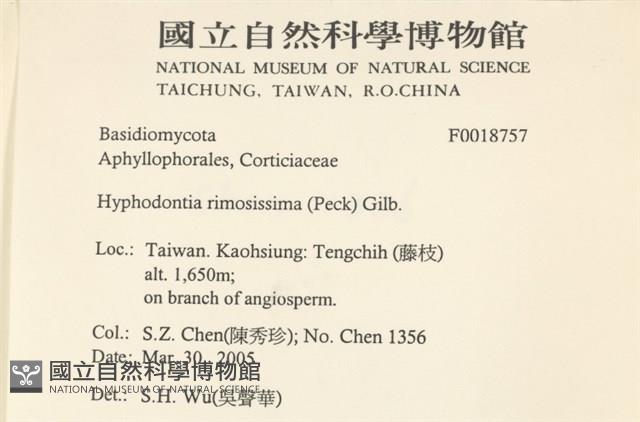 國立自然科學博物館
NATIONAL MUSEUM OF NATURAL SCIENCE
TAICHUNG, TAIWAN, R.O.CHINA
Basidiomycota F0018757
Aphyllophorales, Corticiaceae
Hyphodontia rimosissima (Peck) Gilb.
Loc.: Taiwan. Kaohsiung: Tengchih (藤枝)
alt. 1,650m;
on branch of angiosperm.
Col.: S.Z. Chen(陳秀珍); No. Chen 1356
Date: Mar. 30, 2005
國立自然科學博物館
NATIONAL MUSEUM OF NATURAL SCIENCE
Det.: S.H. Wu(吳聲華)